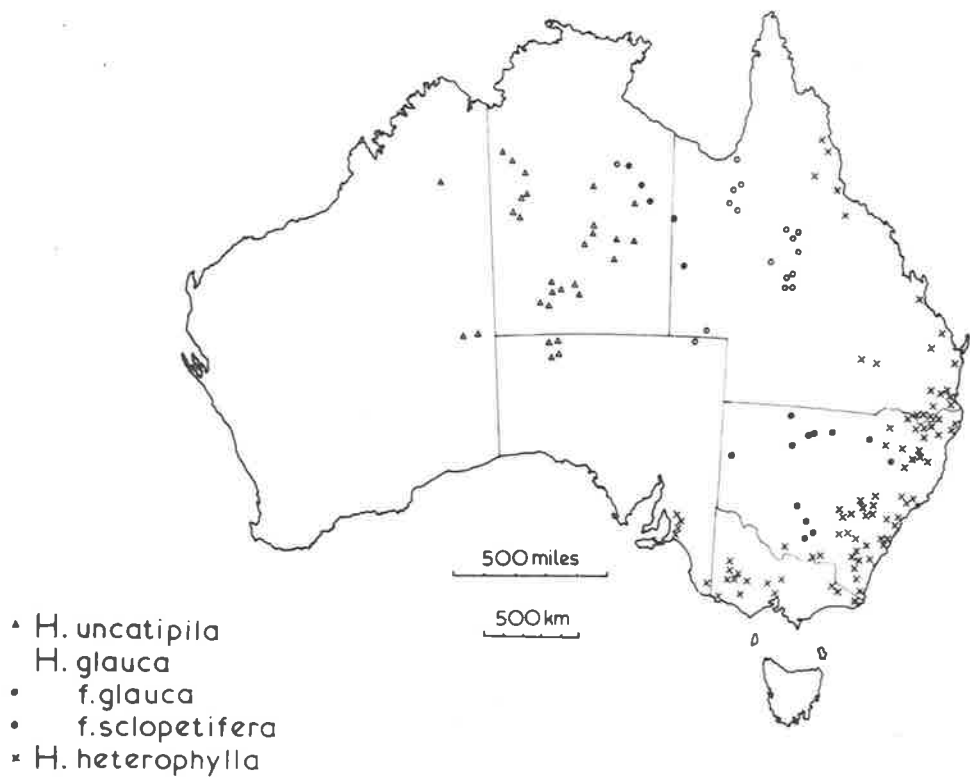 500 miles
500 km
H. uncatipila
H. glauca
f. glauca
f. sclopetifera
H. heterophylla